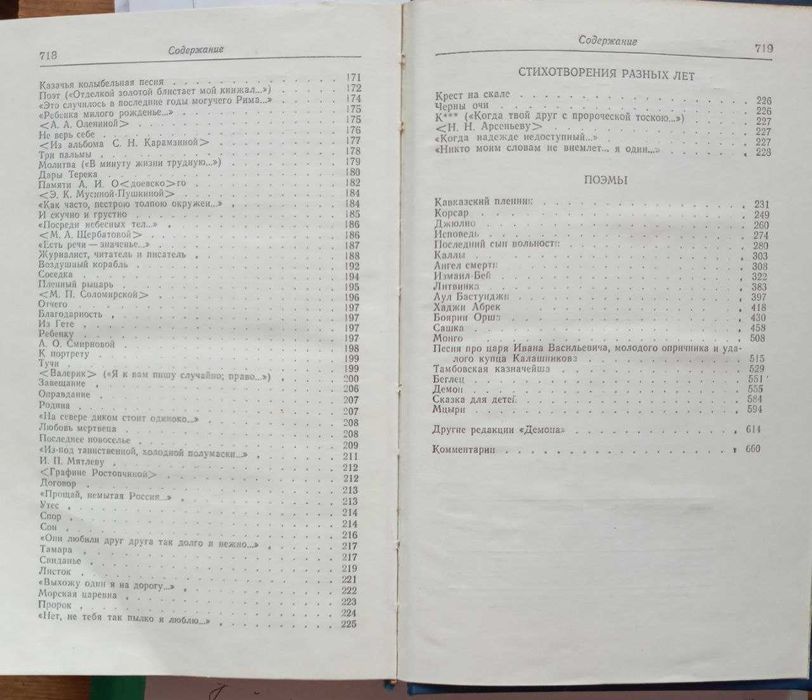 718
Содержание
Казачья колыбельная песня 171
Поэт («Отделкой золотой блистает мой кинжал...») 172
«Это случилось в последние годы могучего Рима...» 174
«Ребенка милого рожденье...» 175
<А. А. Олениной> 175
Не верь себе 176
<Из альбома С. Н. Карамзиной> 177
Три пальмы 178
Молитва («В минуту жизни трудную...») 179
Дары Терека 180
Памяти А. И. О<доевско>го 182
<Э. К. Мусиной-Пушкиной> 184
«Как часто, пестрою толпою окружен...» 184
И скучно и грустно 185
«Посреди небесных тел...» 186
<М. А. Щербатовой> 186
«Есть речи — значенье...» 187
Журналист, читатель и писатель 188
Воздушный корабль 192
Соседка 194
Пленный рыцарь 195
<М. П. Соломирской> 196
Отчего 197
Благодарность 197
Из Гете 197
Ребенку 197
А. О. Смирновой 198
К портрету 199
Тучи 199
<Валерик> («Я к вам пишу случайно; право...») 200
Завещание 206
Оправдание 207
Родина 207
«На севере диком стоит одиноко...» 208
Любовь мертвеца 208
Последнее новоселье 209
«Из-под таинственной, холодной полумаски...» 211
И. П. Мятлеву 212
<Графине Ростопчиной> 212
Договор 213
«Прощай, немытая Россия...» 213
Утес 214
Спор 214
Сон 216
«Они любили друг друга так долго и нежно...» 217
Тамара 217
Свиданье 219
Листок 221
«Выхожу один я на дорогу...» 222
Морская царевна 223
Пророк 224
«Нет, не тебя так пылко я люблю...» 225
Содержание
719
СТИХОТВОРЕНИЯ РАЗНЫХ ЛЕТ
Крест на скале 226
Черны очи 226
К*** («Когда твой друг с пророческой тоскою...») 227
<Н. Н. Арсеньеву> 227
«Когда надежде недоступный...» 227
«Никто моим словам не внемлет... я один...» 228
ПОЭМЫ
Кавказский пленник 231
Корсар 249
Джюлио 260
Исповедь 274
Последний сын вольности 280
Каллы 303
Ангел смерти 308
Измаил-Бей 322
Литвинка 383
Аул Бастунджи 397
Хаджи Абрек 418
Боярин Орша 430
Сашка 458
Монго 508
Песня про царя Ивана Васильевича, молодого опричника и уда-
лого купца Калашникова 515
Тамбовская казначейша 529
Беглец 551
Демон 555
Сказка для детей 584
Мцыри 594
Другие редакции «Демона» 614
Комментарии 660